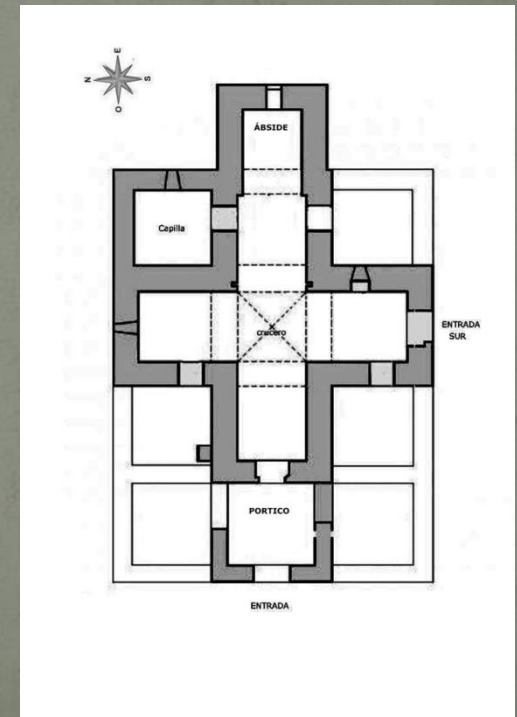 E
N
S
O
ÁBSIDE
Capilla
crucero
ENTRADA
SUR
PORTICO
ENTRADA